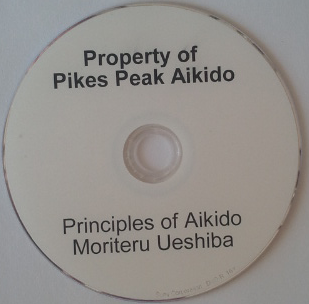 Property of
Pikes Peak Aikido
Principles of Aikido
Moriteru Ueshiba